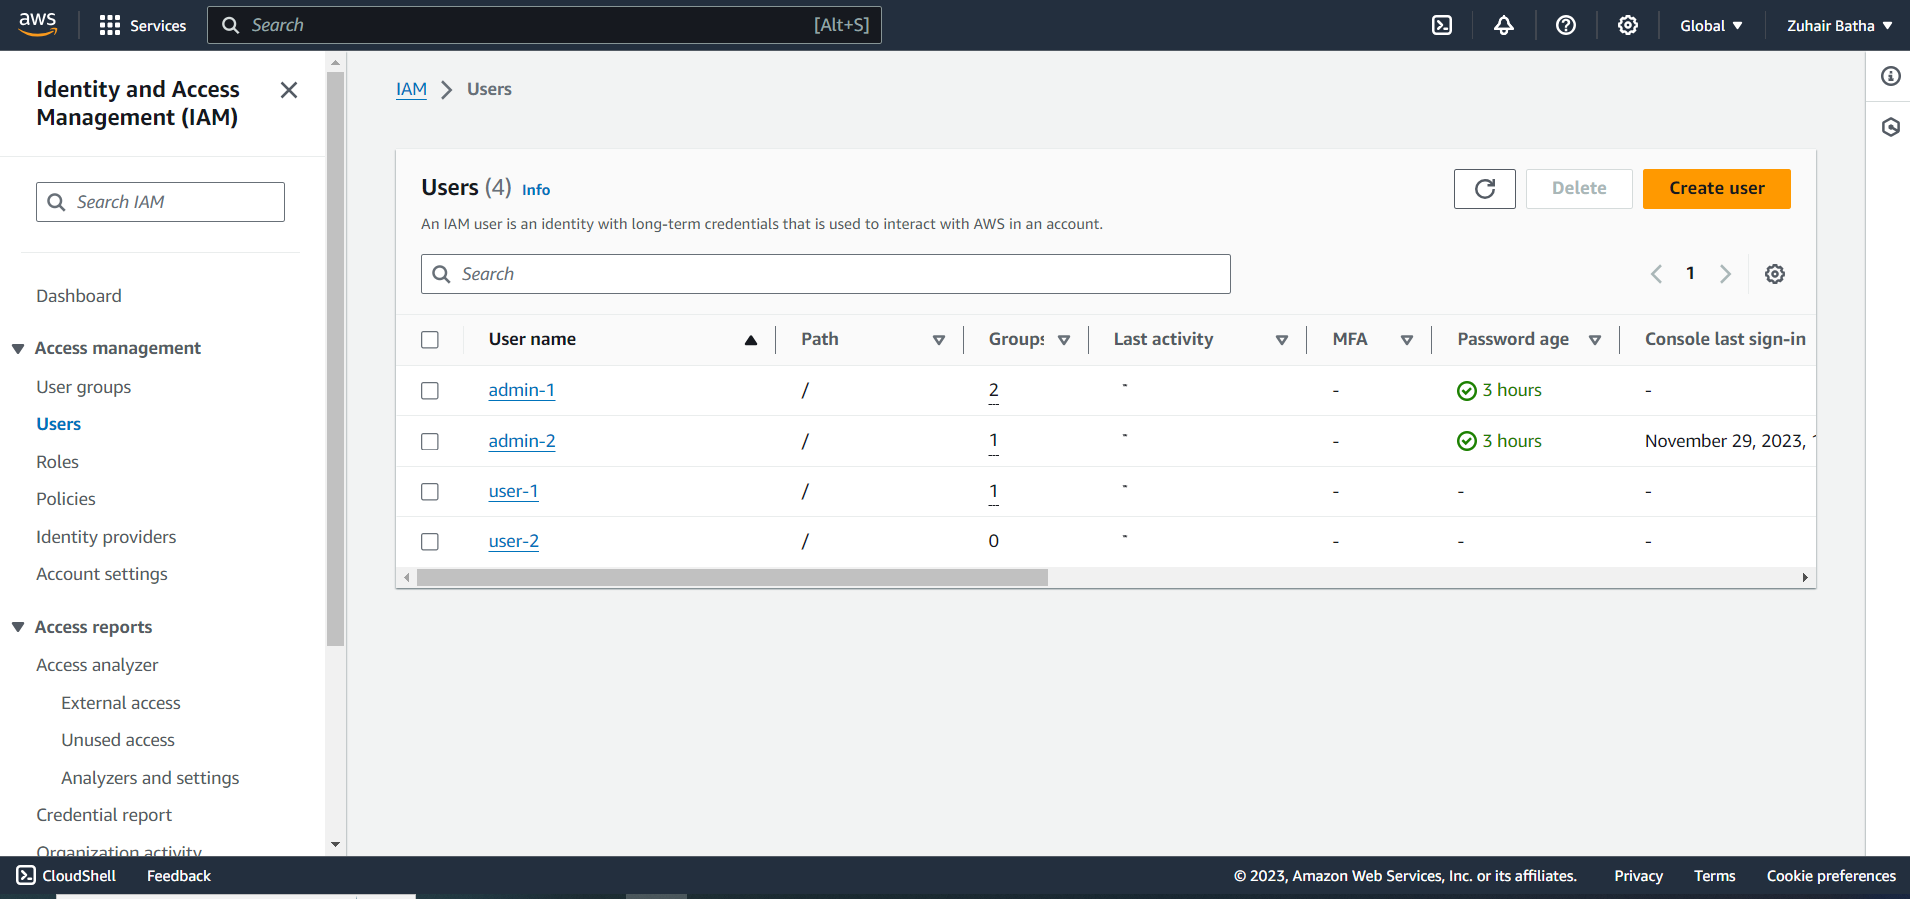 aws Services Search [Alt+S] Global Zuhair Batha
Identity and Access
Management (IAM)
Search IAM
Dashboard
Access management
User groups
Users
Roles
Policies
Identity providers
Account settings
Access reports
Access analyzer
External access
Unused access
Analyzers and settings
Credential report
Organization activity
IAM Users
Users (4) Info
Delete Create user
An IAM user is an identity with long-term credentials that is used to interact with AWS in an account.
Search 1
User name Path Groups Last activity MFA Password age Console last sign-in
admin-1 / 2 - - 3 hours -
admin-2 / 1 - - 3 hours November 29, 2023,
user-1 / 1 - - - -
user-2 / 0 - - - -
CloudShell Feedback © 2023, Amazon Web Services, Inc. or its affiliates. Privacy Terms Cookie preferences